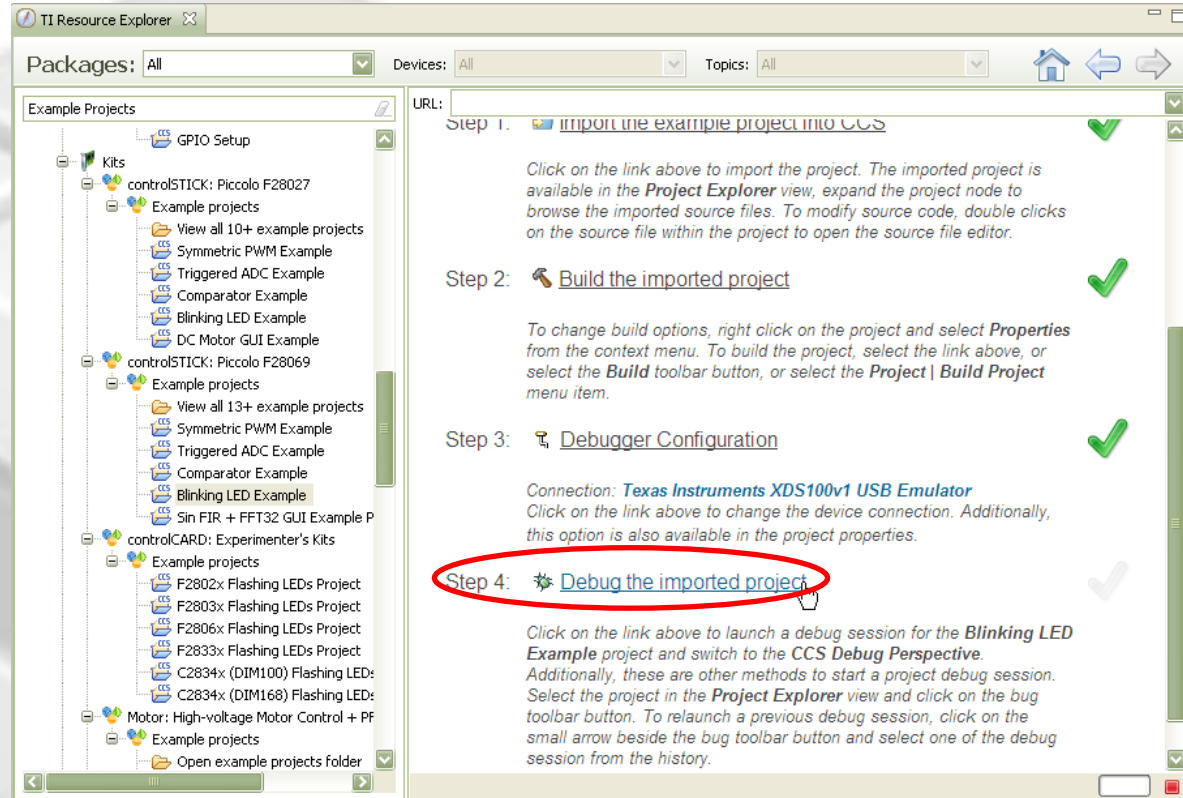 TI Resource Explorer
Packages: All
Devices: All
Topics: All
Example Projects
GPIO Setup
Kits
controlSTICK: Piccolo F28027
Example projects
View all 10+ example projects
Symmetric PWM Example
Triggered ADC Example
Comparator Example
Blinking LED Example
DC Motor GUI Example
controlSTICK: Piccolo F28069
Example projects
View all 13+ example projects
Symmetric PWM Example
Triggered ADC Example
Comparator Example
Blinking LED Example
Sin FIR + FFT32 GUI Example P
controlCARD: Experimenter's Kits
Example projects
F2802x Flashing LEDs Project
F2803x Flashing LEDs Project
F2806x Flashing LEDs Project
F2833x Flashing LEDs Project
C2834x (DIM100) Flashing LEDs
C2834x (DIM168) Flashing LEDs
Motor: High-voltage Motor Control + PF
Example projects
Open example projects folder
URL:
Step 1: Import the example project into CCS
Click on the link above to import the project. The imported project is
available in the Project Explorer view, expand the project node to
browse the imported source files. To modify source code, double clicks
on the source file within the project to open the source file editor.
Step 2: Build the imported project
To change build options, right click on the project and select Properties
from the context menu. To build the project, select the link above, or
select the Build toolbar button, or select the Project | Build Project
menu item.
Step 3: Debugger Configuration
Connection: Texas Instruments XDS100v1 USB Emulator
Click on the link above to change the device connection. Additionally,
this option is also available in the project properties.
Step 4: Debug the imported project
Click on the link above to launch a debug session for the Blinking LED
Example project and switch to the CCS Debug Perspective.
Additionally, these are other methods to start a project debug session.
Select the project in the Project Explorer view and click on the bug
toolbar button. To relaunch a previous debug session, click on the
small arrow beside the bug toolbar button and select one of the debug
session from the history.